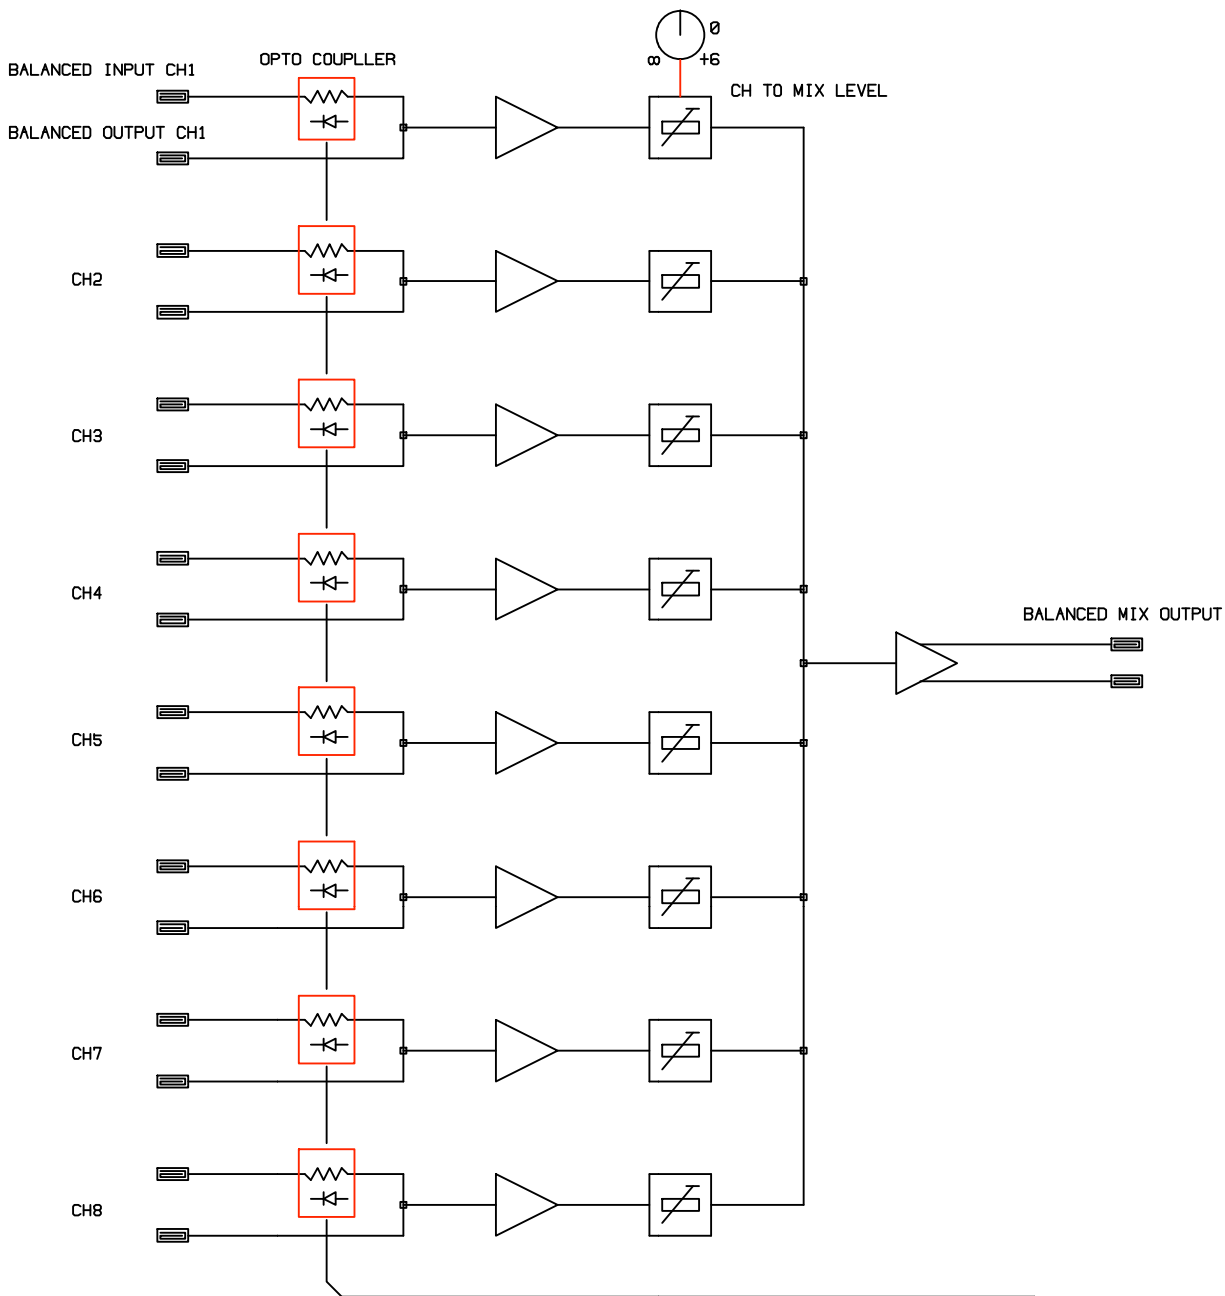 0
∞ +6
OPTO COUPLLER
BALANCED INPUT CH1
CH TO MIX LEVEL
BALANCED OUTPUT CH1
CH2
CH3
CH4
BALANCED MIX OUTPUT
CH5
CH6
CH7
CH8